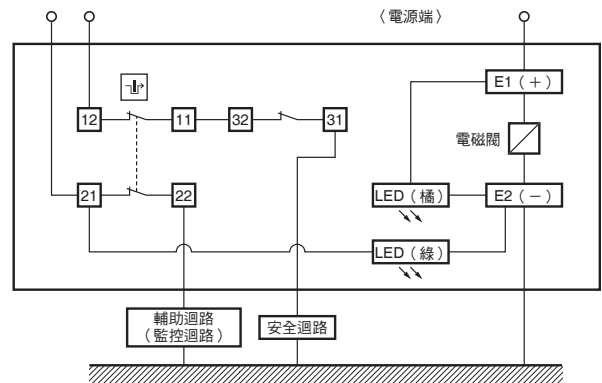 〈電源端〉
E1（＋）
12
11
32
31
電磁閥
21
22
LED（橘）
E2（－）
LED（綠）
輔助迴路
（監控迴路）
安全迴路